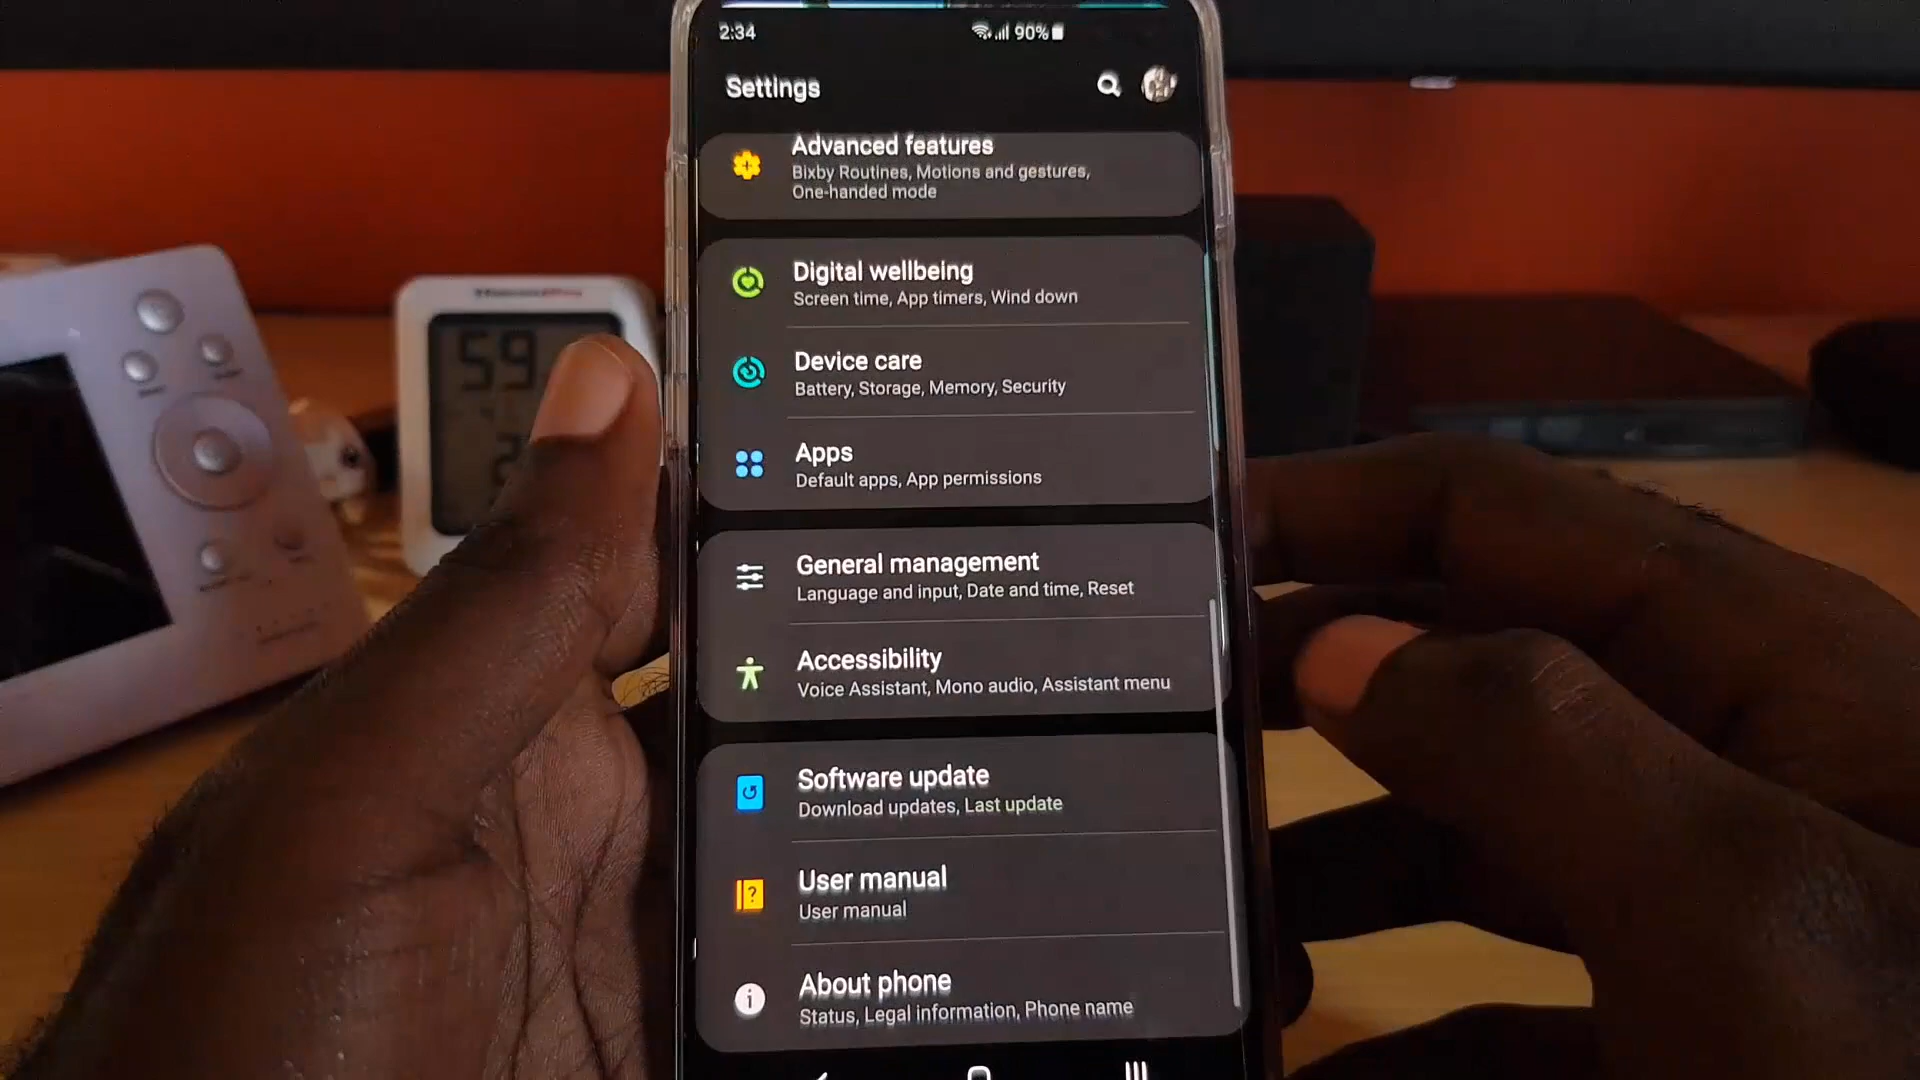 2:34
90%
Settings
Advanced features
Bixby Routines, Motions and gestures,
One-handed mode
Digital wellbeing
Screen time, App timers, Wind down
Device care
Battery, Storage, Memory, Security
Apps
Default apps, App permissions
General management
Language and input, Date and time, Reset
Accessibility
Voice Assistant, Mono audio, Assistant menu
Software update
Download updates, Last update
User manual
User manual
About phone
Status, Legal information, Phone name
59